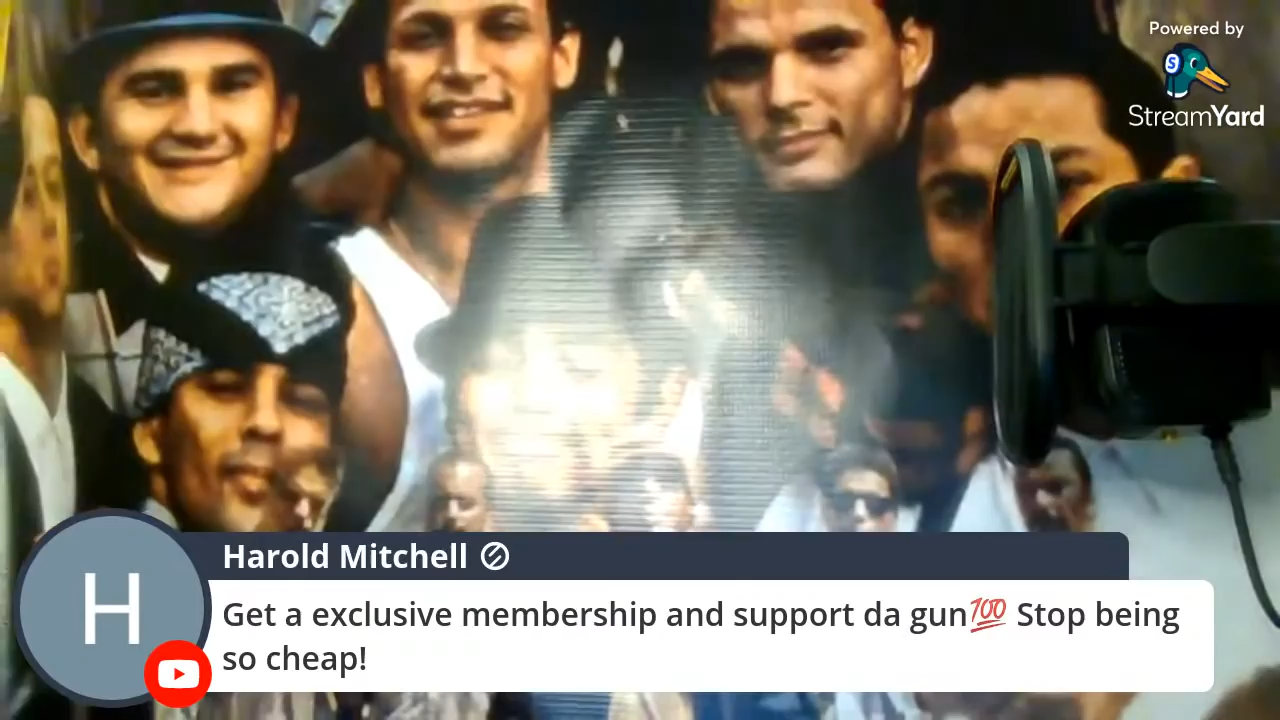 Powered by
S
StreamYard
Harold Mitchell
H
Get a exclusive membership and support da gun💯 Stop being
so cheap!